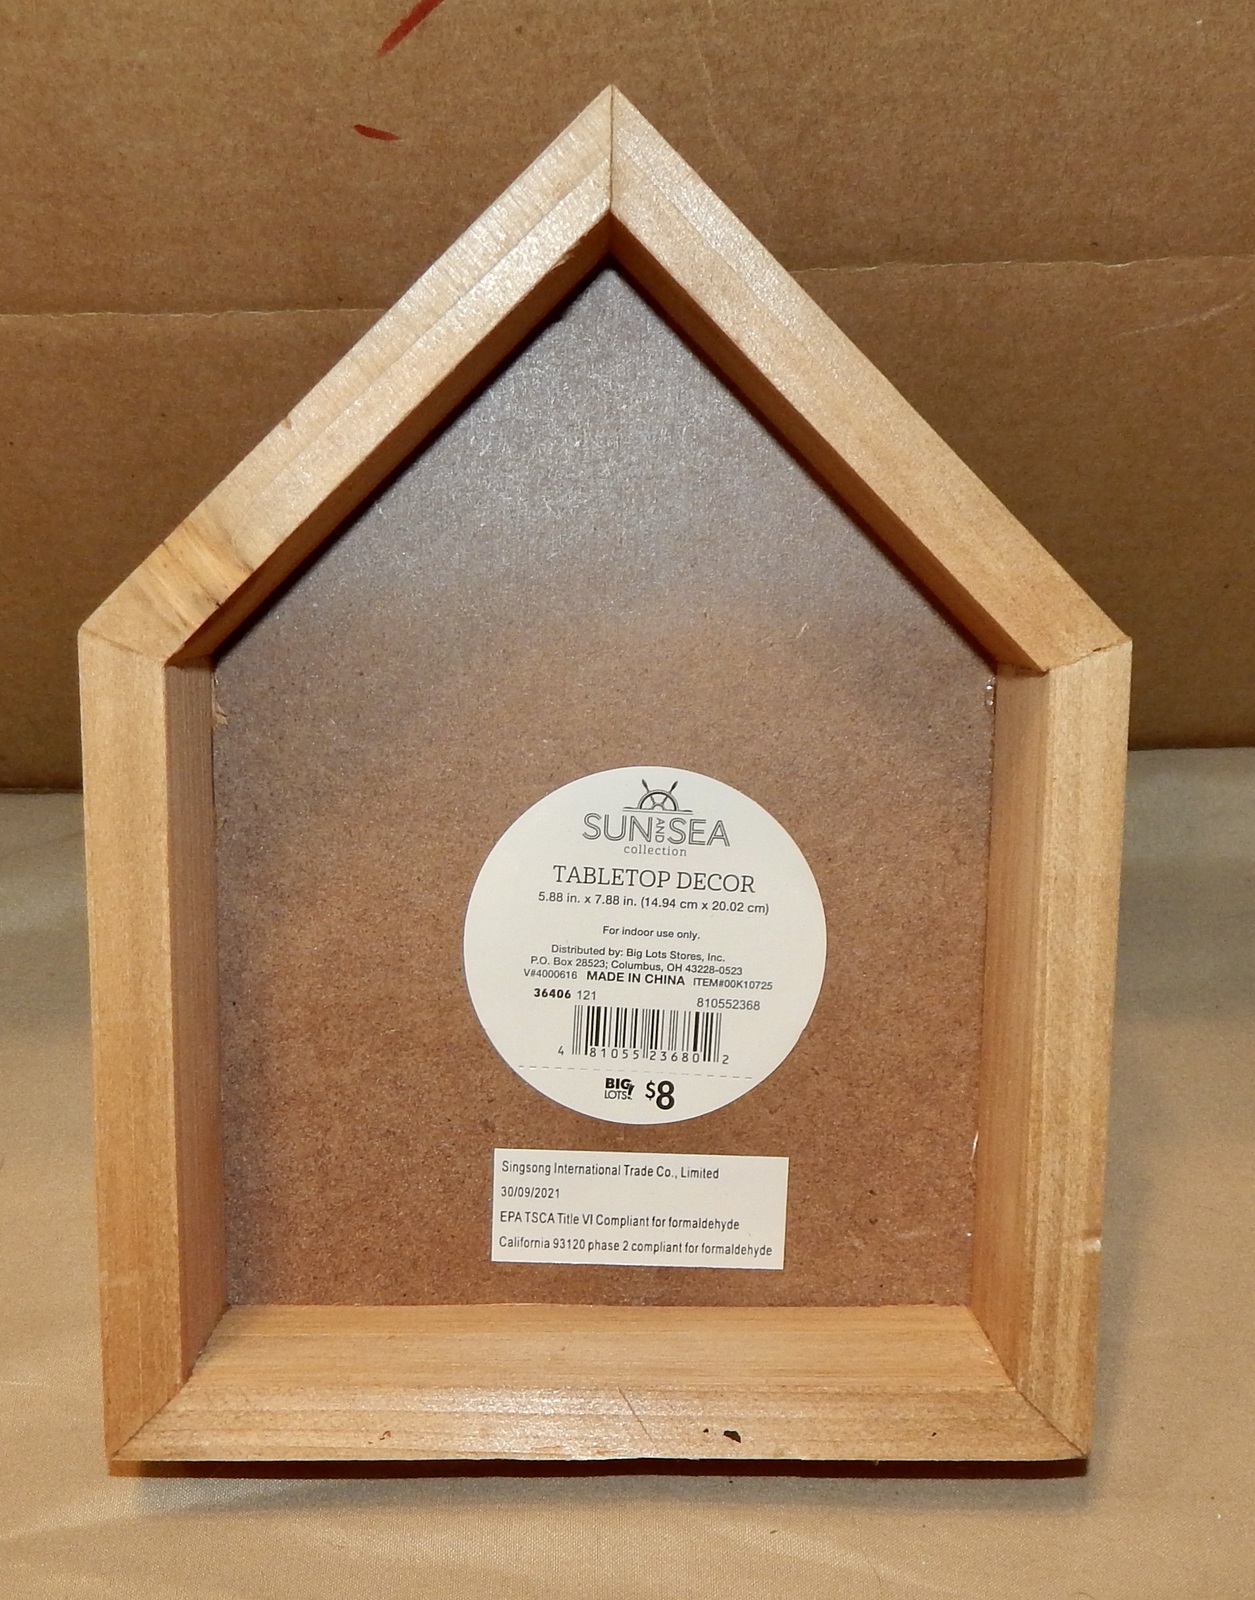 SUN AND SEA
collection
TABLETOP DECOR
5.88 in. x 7.88 in. (14.94 cm x 20.02 cm)
For indoor use only.
Distributed by: Big Lots Stores, Inc.
P.O. Box 28523; Columbus, OH 43228-0523
V#4000616 MADE IN CHINA ITEM#00K10725
36406 121 810552368
4 81055 23680 2
BIG LOTS! $8
Singsong International Trade Co., Limited
30/09/2021
EPA TSCA Title VI Compliant for formaldehyde
California 93120 phase 2 compliant for formaldehyde